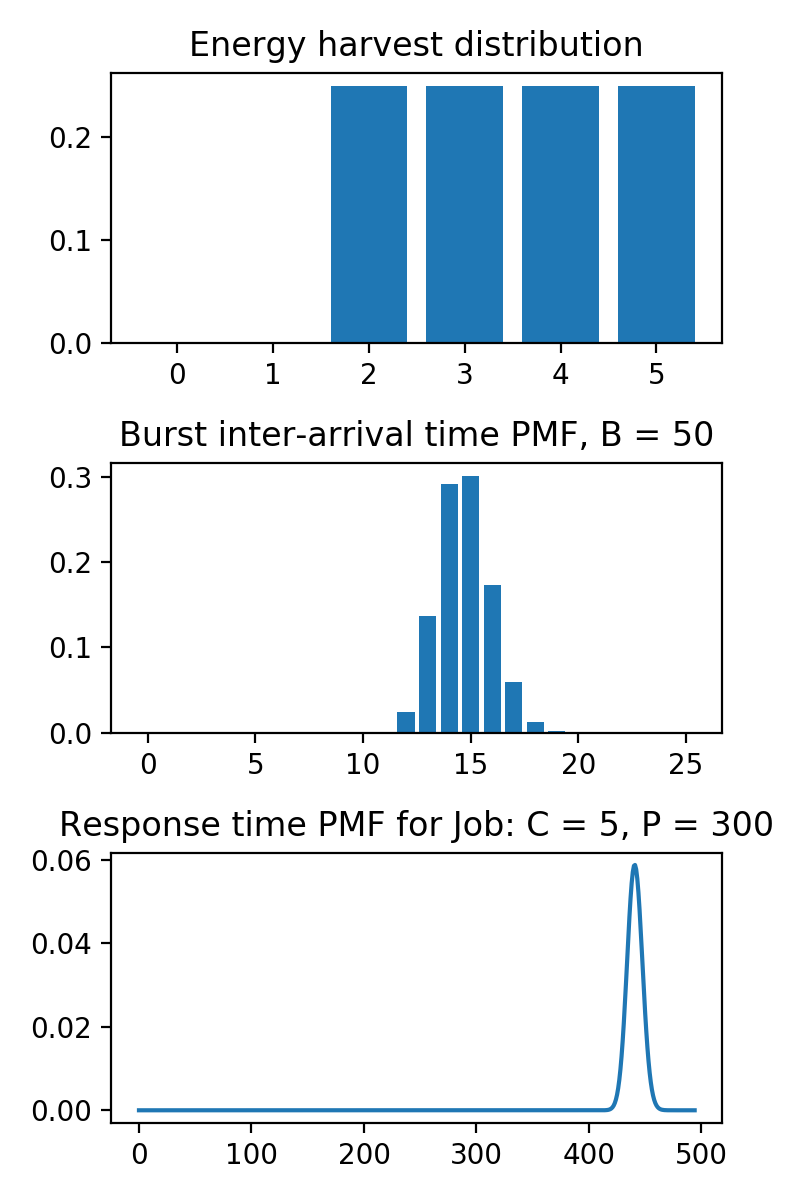 Energy harvest distribution
0.2
0.1
0.0
0 1 2 3 4 5
Burst inter-arrival time PMF, B = 50
0.3
0.2
0.1
0.0
0 5 10 15 20 25
Response time PMF for Job: C = 5, P = 300
0.06
0.04
0.02
0.00
0 100 200 300 400 500